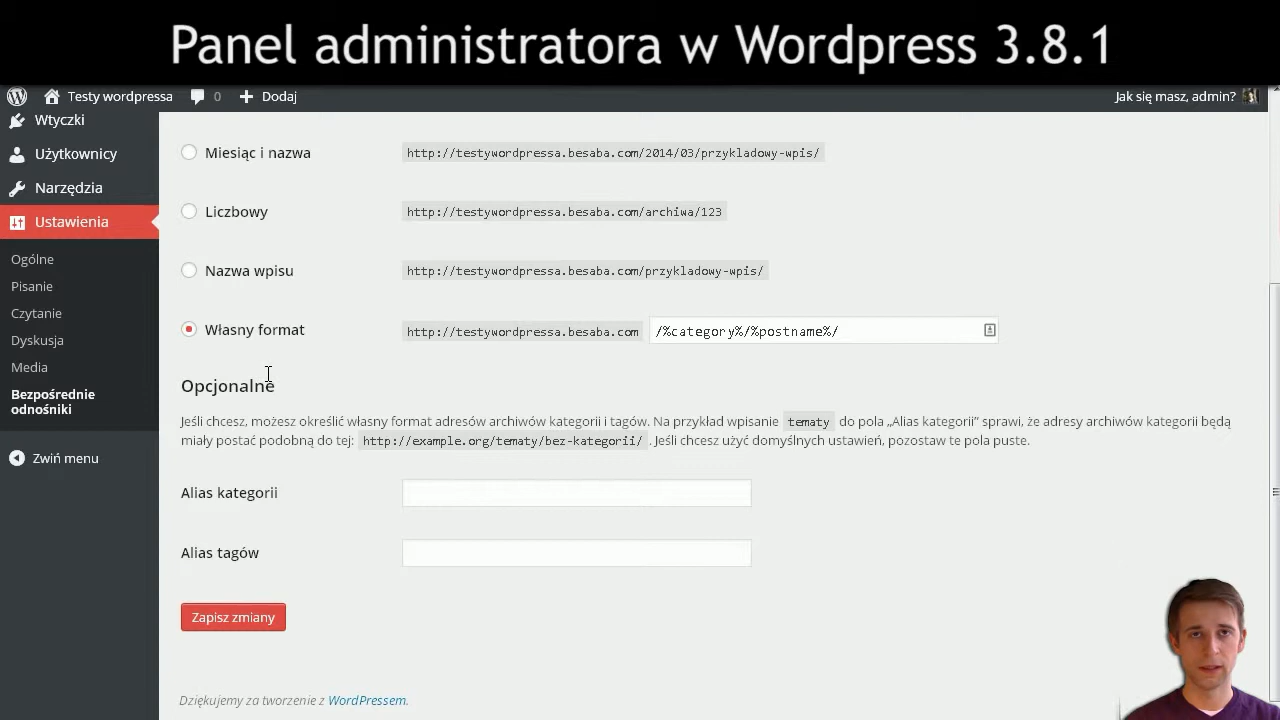 Panel administratora w Wordpress 3.8.1
Testy wordpressa 0 Dodaj Jak się masz, admin?
Wtyczki
Użytkownicy
Narzędzia
Ustawienia
Ogólne
Pisanie
Czytanie
Dyskusja
Media
Bezpośrednie
odnośniki
Zwiń menu
Miesiąc i nazwa http://testywordpressa.besaba.com/2014/03/przykladowy-wpis/
Liczbowy http://testywordpressa.besaba.com/archiwa/123
Nazwa wpisu http://testywordpressa.besaba.com/przykladowy-wpis/
Własny format http://testywordpressa.besaba.com /%category%/%postname%/
Opcjonalne
Jeśli chcesz, możesz określić własny format adresów archiwów kategorii i tagów. Na przykład wpisanie tematy do pola „Alias kategorii” sprawi, że adresy archiwów kategorii będą
miały postać podobną do tej: http://example.org/tematy/bez-kategorii/ . Jeśli chcesz użyć domyślnych ustawień, pozostaw te pola puste.
Alias kategorii
Alias tagów
Zapisz zmiany
Dziękujemy za tworzenie z WordPressem.